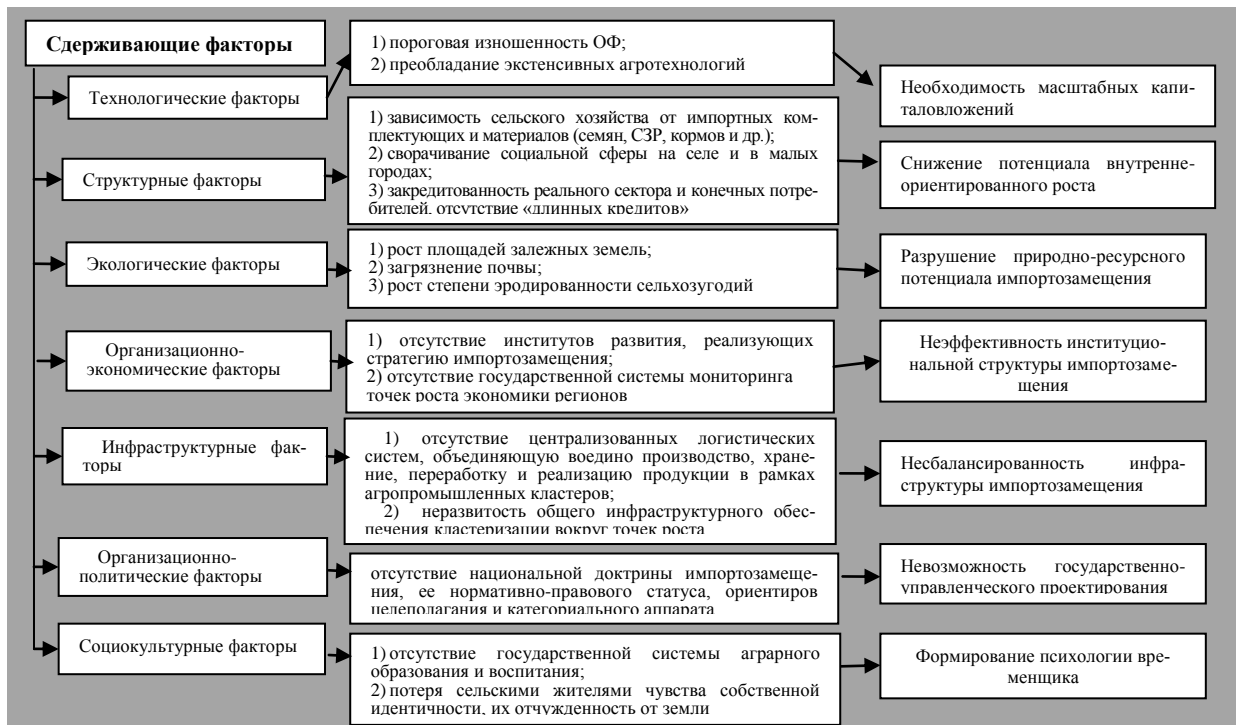 Сдерживающие факторы
Технологические факторы
1) пороговая изношенность ОФ;
2) преобладание экстенсивных агротехнологий
Необходимость масштабных капи-
таловложений
Структурные факторы
1) зависимость сельского хозяйства от импортных ком-
плектующих и материалов (семян, СЗР, кормов и др.);
2) сворачивание социальной сферы на селе и в малых
городах;
3) закредитованность реального сектора и конечных потре-
бителей, отсутствие «длинных кредитов»
Снижение потенциала внутренне-
ориентированного роста
Экологические факторы
1) рост площадей залежных земель;
2) загрязнение почвы;
3) рост степени эродированности сельхозугодий
Разрушение природно-ресурсного
потенциала импортозамещения
Организационно-
экономические факторы
1) отсутствие институтов развития, реализующих
стратегию импортозамещения;
2) отсутствие государственной системы мониторинга
точек роста экономики регионов
Неэффективность институцио-
нальной структуры импортозаме-
щения
Инфраструктурные фак-
торы
1) отсутствие централизованных логистических
систем, объединяющую воедино производство, хране-
ние, переработку и реализацию продукции в рамках
агропромышленных кластеров;
2) неразвитость общего инфраструктурного обес-
печения кластеризации вокруг точек роста
Несбалансированность инфра-
структуры импортозамещения
Организационно-
политические факторы
отсутствие национальной доктрины импортозамеще-
ния, ее нормативно-правового статуса, ориентиров
целеполагания и категориального аппарата
Невозможность государственно-
управленческого проектирования
Социокультурные факторы
1) отсутствие государственной системы аграрного
образования и воспитания;
2) потеря сельскими жителями чувства собственной
идентичности, их отчужденность от земли
Формирование психологии вре-
менщика